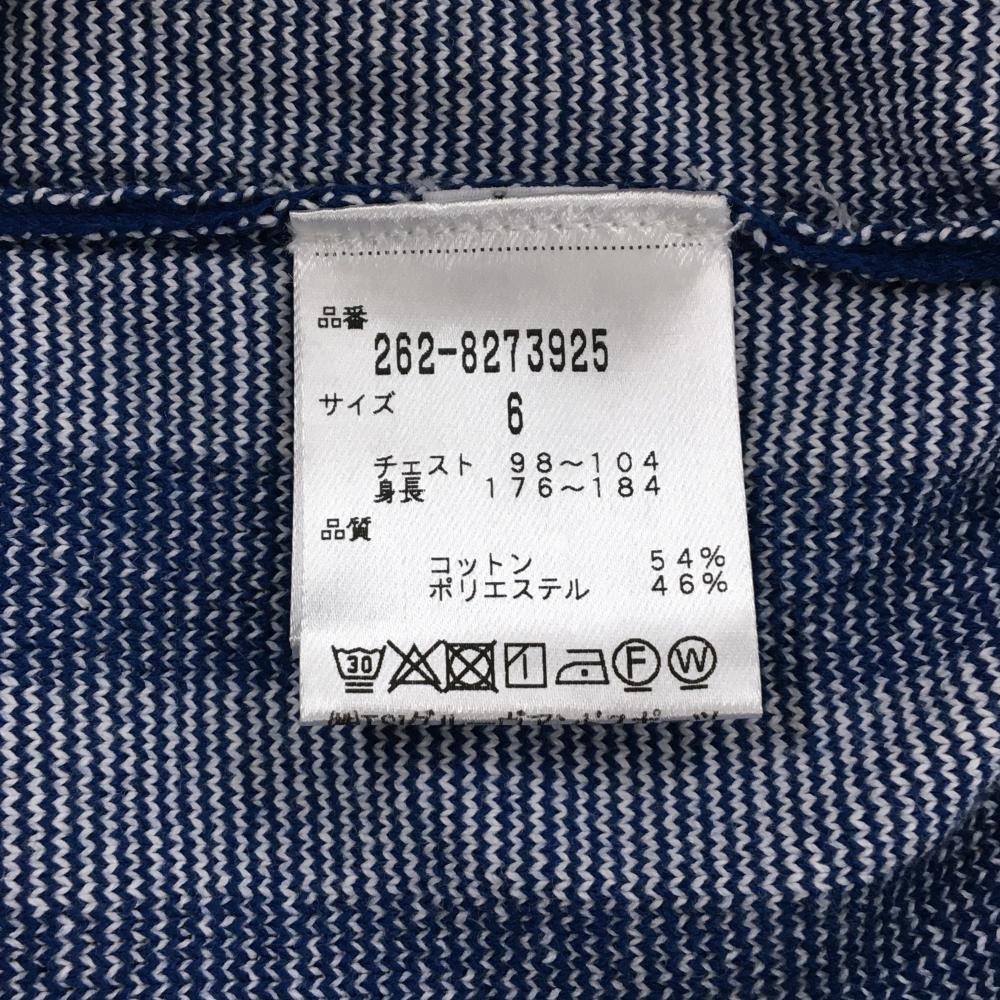 品番
262-8273925
サイズ 6
チェスト 98～104
身長 176～184
品質
コットン 54%
ポリエステル 46%
30 F W